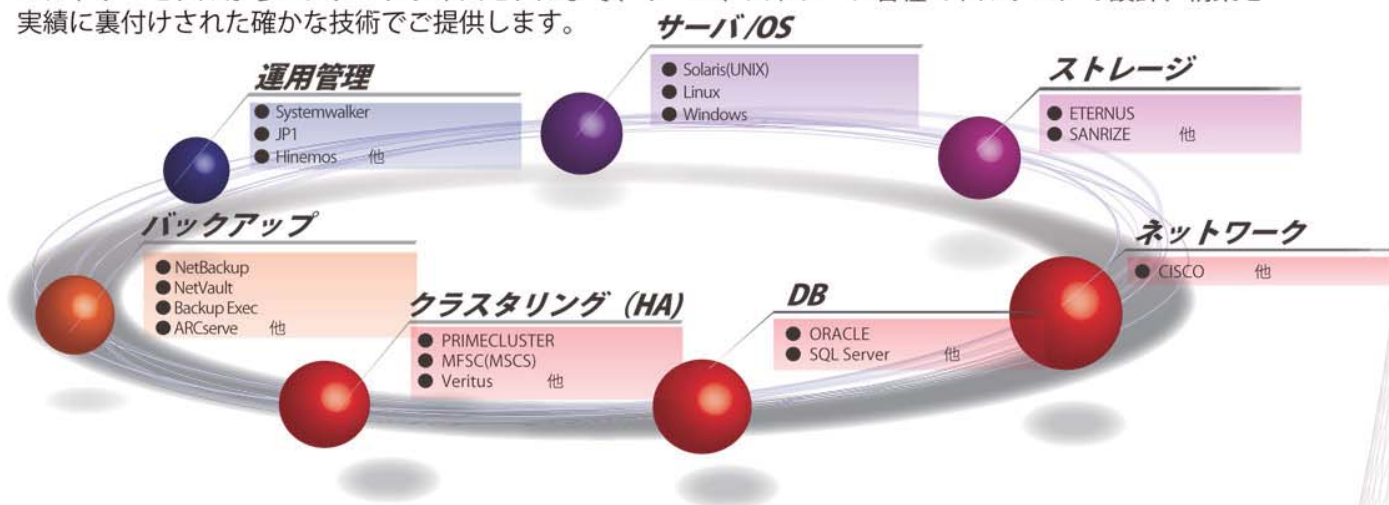 実績に裏付けされた確かな技術でご提供します。
サーバ/OS
● Solaris(UNIX)
● Linux
● Windows
運用管理
● Systemwalker
● JP1
● Hinemos 他
ストレージ
● ETERNUS
● SANRIZE 他
バックアップ
● NetBackup
● NetVault
● Backup Exec
● ARCserve 他
ネットワーク
● CISCO 他
クラスタリング（HA)
● PRIMECLUSTER
● MFSC(MSCS)
● Veritus 他
DB
● ORACLE
● SQL Server 他